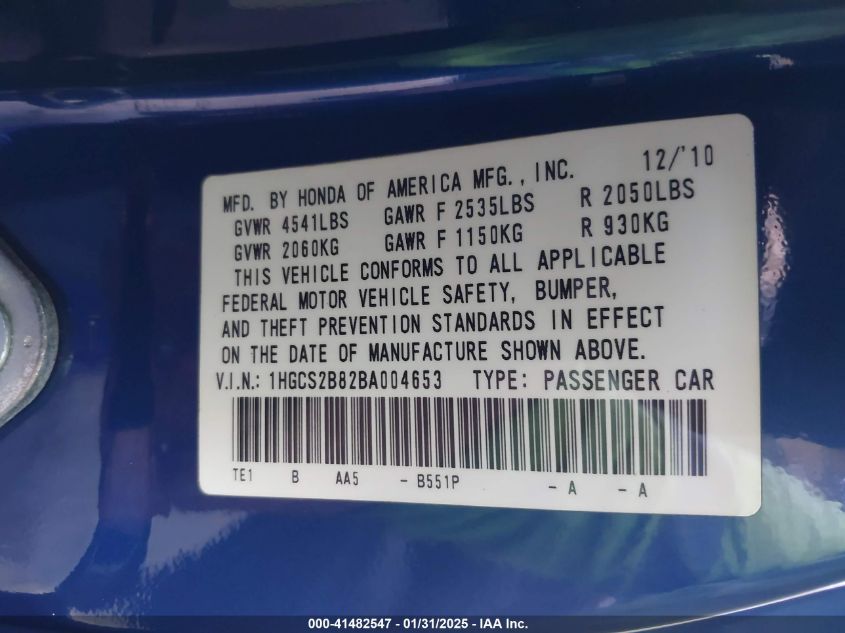 MFD. BY HONDA OF AMERICA MFG., INC. 12/'10
GVWR 4541LBS GAWR F 2535LBS R 2050LBS
GVWR 2060KG GAWR F 1150KG R 930KG
THIS VEHICLE CONFORMS TO ALL APPLICABLE
FEDERAL MOTOR VEHICLE SAFETY, BUMPER,
AND THEFT PREVENTION STANDARDS IN EFFECT
ON THE DATE OF MANUFACTURE SHOWN ABOVE.
V.I.N.: 1HGCS2B82BA004653 TYPE: PASSENGER CAR
TE1 B AA5 - B551P - A - A
000-41482547 - 01/31/2025 - IAA Inc.